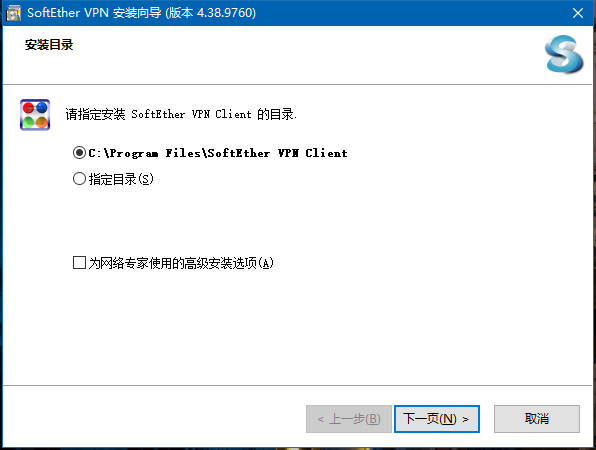 SoftEther VPN 安装向导 (版本 4.38.9760)
安装目录
请指定安装 SoftEther VPN Client 的目录.
C:\Program Files\SoftEther VPN Client
指定目录(S)
为网络专家使用的高级安装选项(A)
< 上一步(B) 下一页(N) > 取消